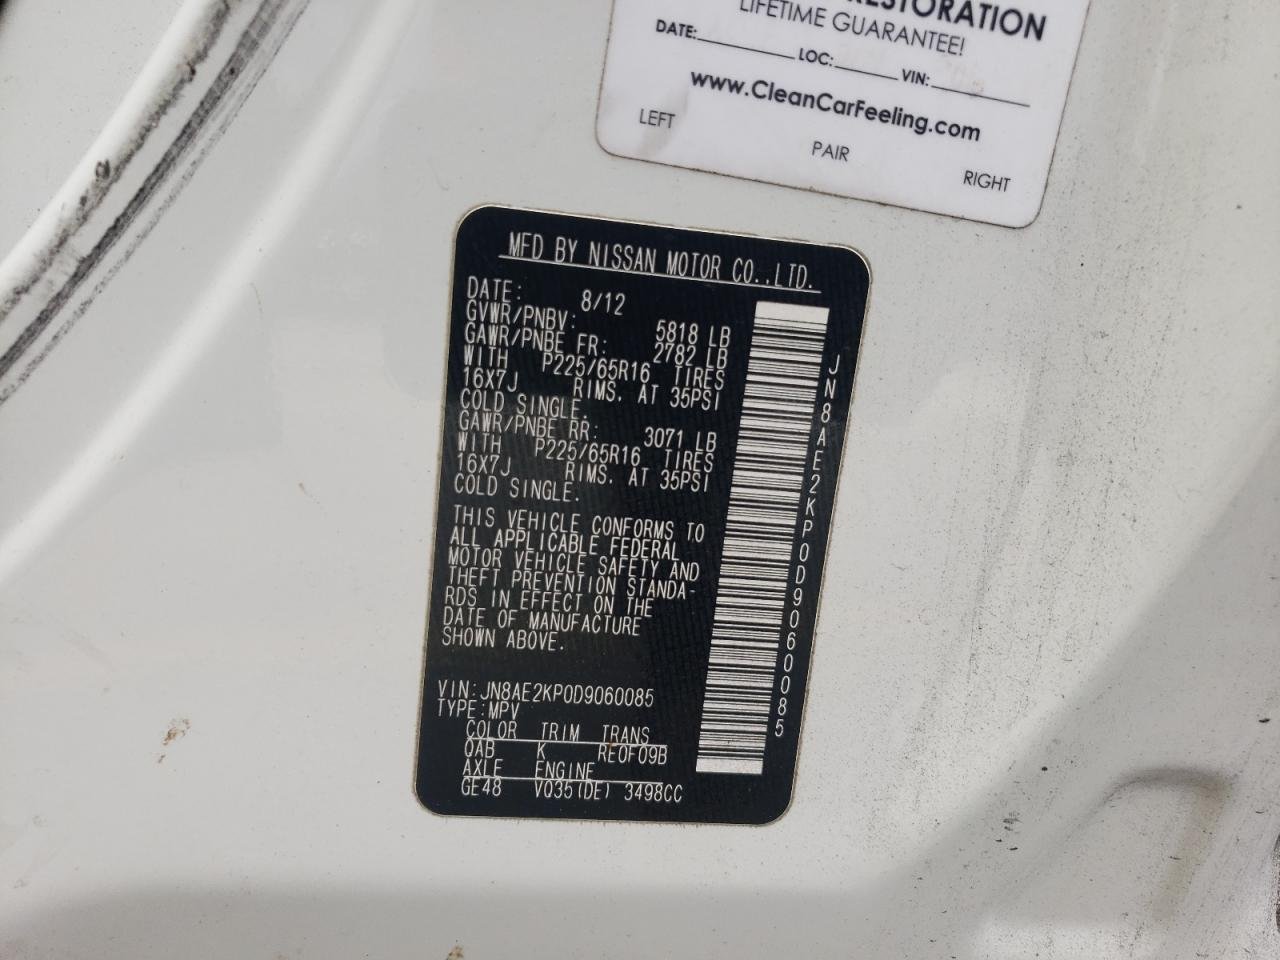 RESTORATION
LIFETIME GUARANTEE!
DATE: LOC: VIN:
www.CleanCarFeeling.com
LEFT PAIR RIGHT
MFD BY NISSAN MOTOR CO.,LTD.
DATE: 8/12
GVWR/PNBV: 5818 LB
GAWR/PNBE FR: 2782 LB
WITH P225/65R16 TIRES
16X7J RIMS, AT 35PSI
COLD SINGLE.
GAWR/PNBE RR: 3071 LB
WITH P225/65R16 TIRES
16X7J RIMS, AT 35PSI
COLD SINGLE.
THIS VEHICLE CONFORMS TO
ALL APPLICABLE FEDERAL
MOTOR VEHICLE SAFETY AND
THEFT PREVENTION STANDA-
RDS IN EFFECT ON THE
DATE OF MANUFACTURE
SHOWN ABOVE.
VIN:JN8AE2KP0D9060085
TYPE:MPV
COLOR TRIM TRANS
QAB K RE0F09B
AXLE ENGINE
GE48 VQ35(DE) 3498CC
JN8AE2KP0D9060085